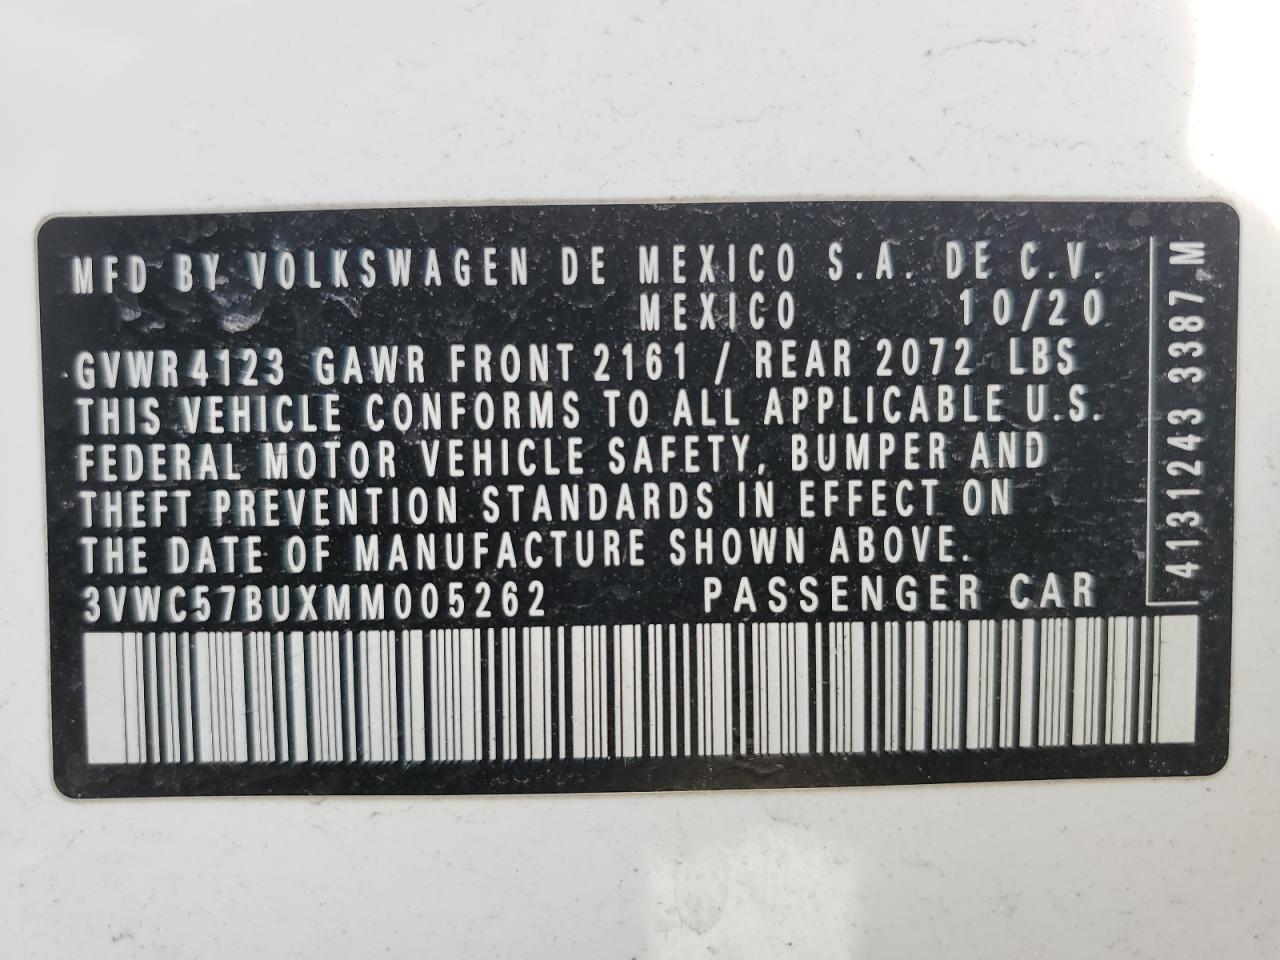 MFD BY VOLKSWAGEN DE MEXICO S.A. DE C.V.
MEXICO 10/20
GVWR 4123 GAWR FRONT 2161 / REAR 2072 LBS
THIS VEHICLE CONFORMS TO ALL APPLICABLE U.S.
FEDERAL MOTOR VEHICLE SAFETY, BUMPER AND
THEFT PREVENTION STANDARDS IN EFFECT ON
THE DATE OF MANUFACTURE SHOWN ABOVE.
3VWC57BUXMM005262 PASSENGER CAR
4131243 3387 M